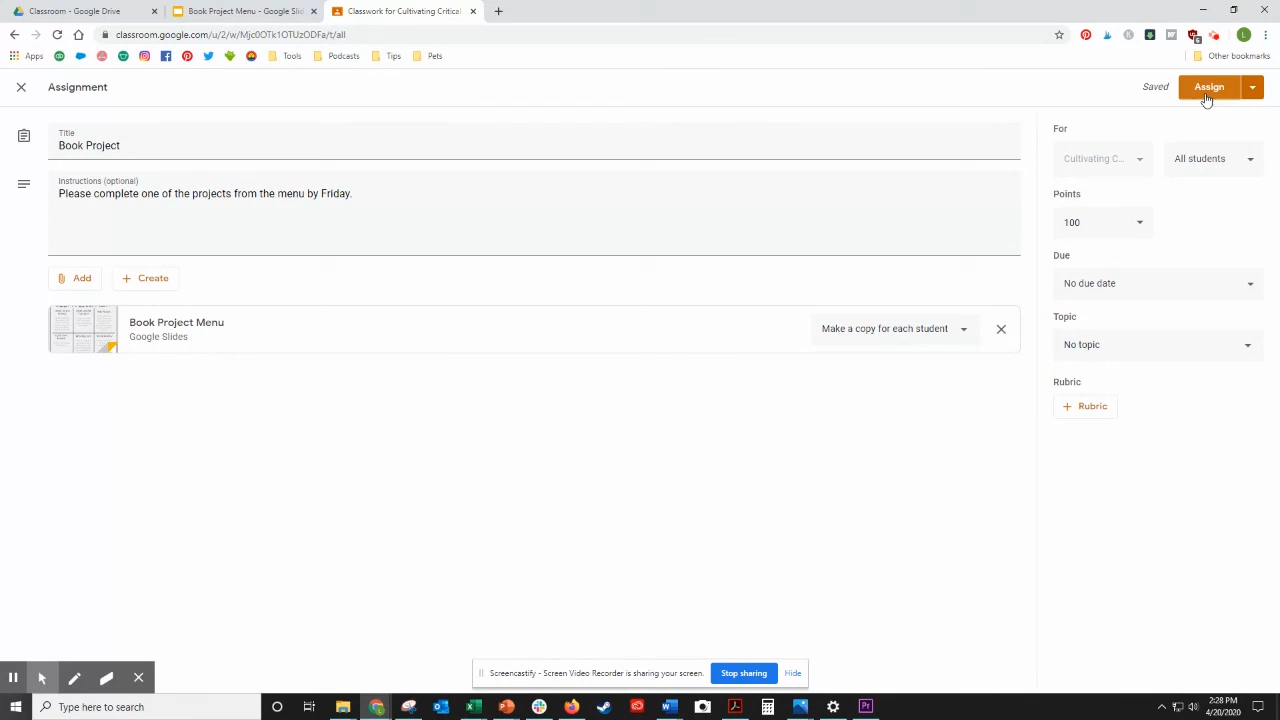 Classroom - Google Drive
Book Project Menu - Google Slid
Classwork for Cultivating Critical
classroom.google.com/u/2/w/Mjc0OTk1OTUzODFa/t/all
Apps
Tools
Podcasts
Tips
Pets
Other bookmarks
Assignment
Saved
Assign
Title
Book Project
Instructions (optional)
Please complete one of the projects from the menu by Friday.
Add
Create
Book Project Menu
Google Slides
Make a copy for each student
For
Cultivating C...
All students
Points
100
Due
No due date
Topic
No topic
Rubric
Rubric
Screencastify - Screen Video Recorder is sharing your screen.
Stop sharing
Hide
Type here to search
2:28 PM
4/20/2020